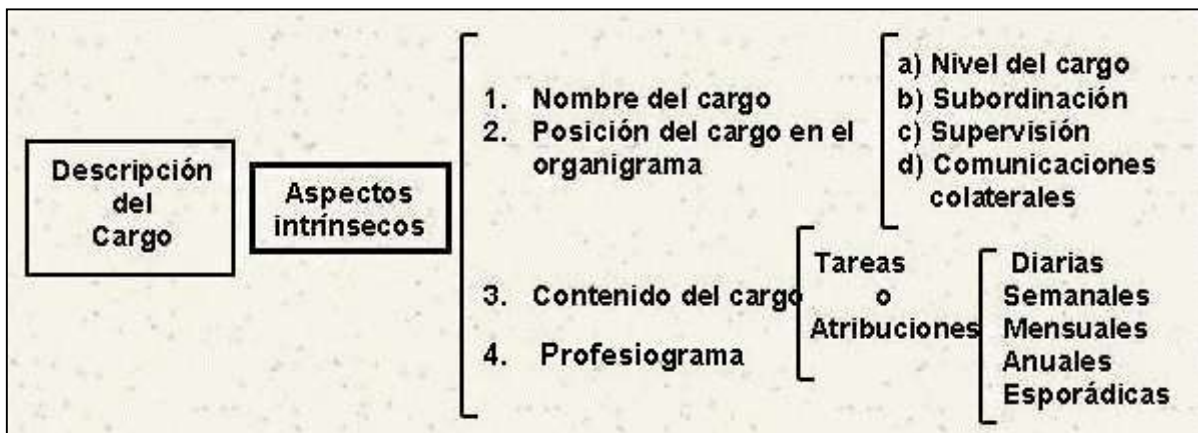 Descripción
del
Cargo
Aspectos
intrínsecos
1. Nombre del cargo
2. Posición del cargo en el
organigrama
a) Nivel del cargo
b) Subordinación
c) Supervisión
d) Comunicaciones
colaterales
3. Contenido del cargo
4. Profesiograma
Tareas
o
Atribuciones
Diarias
Semanales
Mensuales
Anuales
Esporádicas